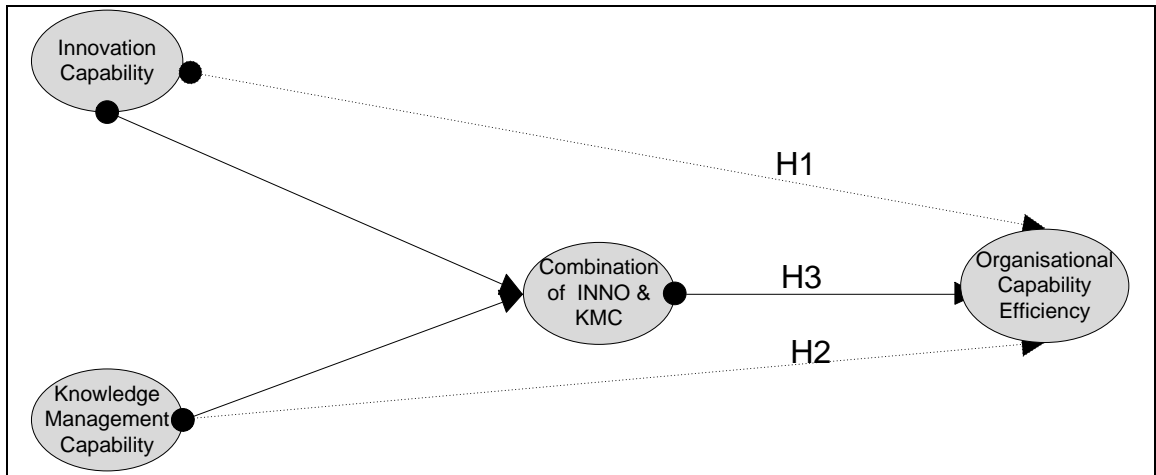 Innovation
Capability
H1
Combination
of INNO &
KMC
H3
Organisational
Capability
Efficiency
H2
Knowledge
Management
Capability